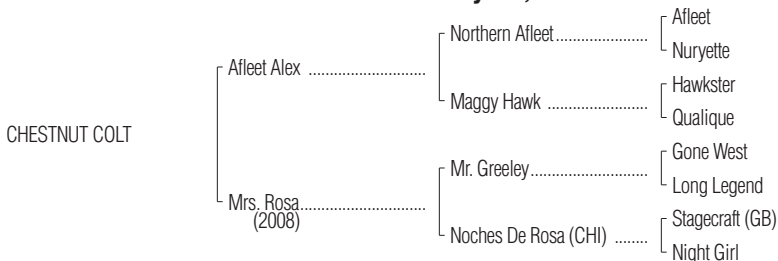 Afleet
Northern Afleet......................
Nuryette
Afleet Alex ...........................
Hawkster
Maggy Hawk ........................
Qualique
CHESTNUT COLT
Gone West
Mr. Greeley...........................
Long Legend
Mrs. Rosa.............................
(2008)
Stagecraft (GB)
Noches De Rosa (CHI) ........
Night Girl